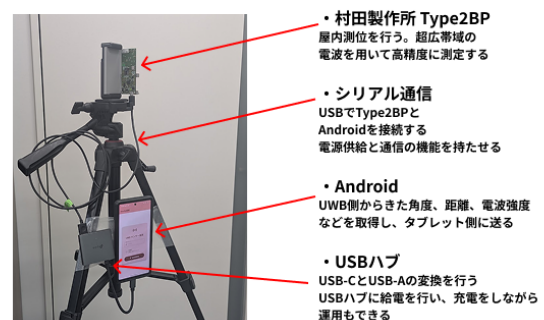 ・村田製作所 Type2BP
屋内測位を行う。超広帯域の
電波を用いて高精度に測定する
・シリアル通信
USBでType2BPと
Androidを接続する
電源供給と通信の機能を持たせる
・Android
UWB側からきた角度、距離、電波強度
などを取得し、タブレット側に送る
・USBハブ
USB-CとUSB-Aの変換を行う
USBハブに給電を行い、充電をしながら
運用もできる